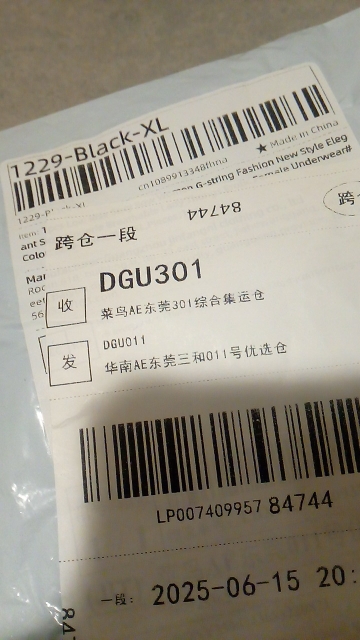 1229-Black-XL
cn1089913348fhna
★ Made in China
G-string Fashion New Style Eleg
Female Underwear#
84744
跨仓一段
跨
收
DGU301
菜鸟AE东莞301综合集运仓
发
DGU011
华南AE东莞三和011号优选仓
LP007409957 84744
一段: 2025-06-15 20: